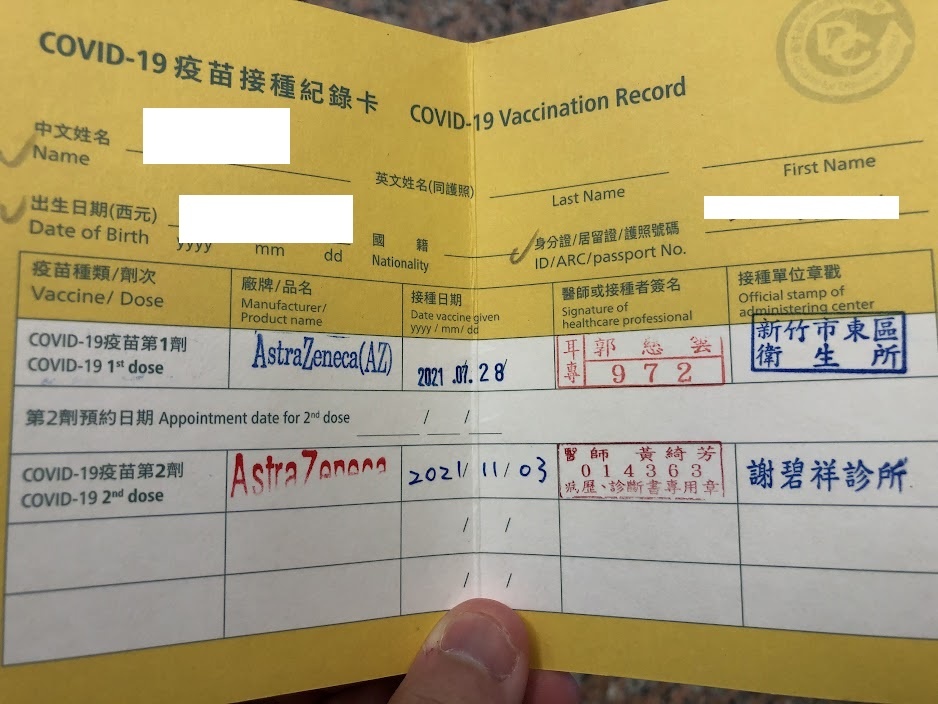 COVID-19 疫苗接種紀錄卡 COVID-19 Vaccination Record
中文姓名
Name
英文姓名(同護照)
Last Name
First Name
出生日期(西元)
Date of Birth
yyyy mm dd
國籍
Nationality
身分證/居留證/護照號碼
ID/ARC/passport No.
疫苗種類/劑次
Vaccine/ Dose
廠牌/品名
Manufacturer/
Product name
接種日期
Date vaccine given
yyyy / mm/ dd
醫師或接種者簽名
Signature of
healthcare professional
接種單位章戳
Official stamp of
administering center
COVID-19疫苗第1劑
COVID-19 1st dose
AstraZeneca(AZ)
2021 .07. 28
耳專
郭慈
972
新竹市東區
衛生所
第2劑預約日期 Appointment date for 2nd dose / /
COVID-19疫苗第2劑
COVID-19 2nd dose
AstraZeneca
2021/ 11/ 03
醫師 黃綺芳
014363
病歷、診斷書專用章
謝碧祥診所
/ /
/ /